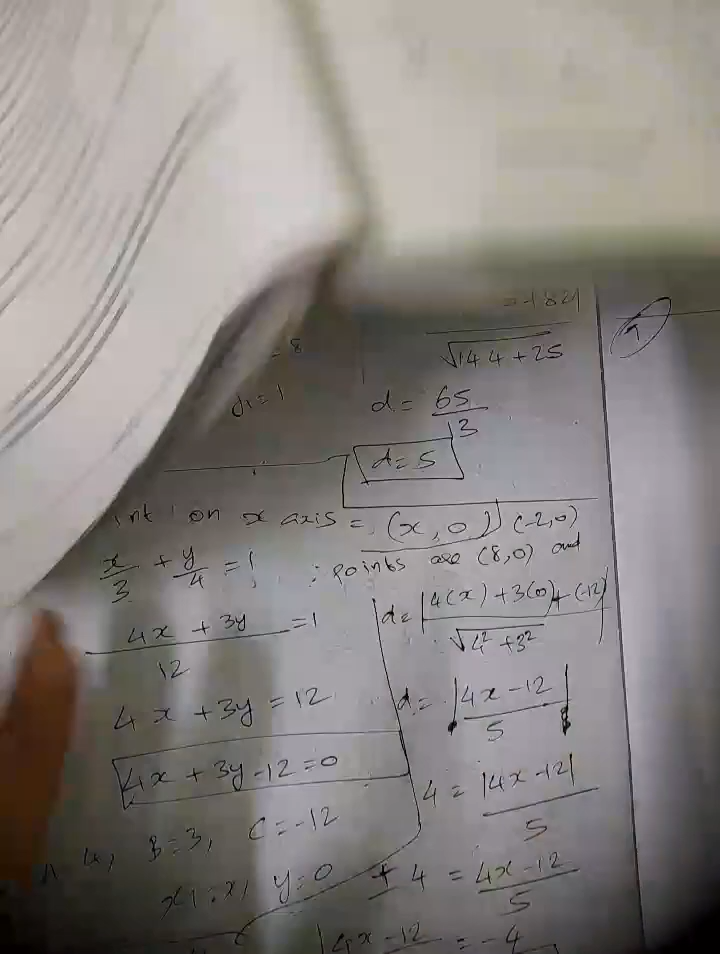 = 8
d1 = 1
√144+25
d = 65/13
d = 5
int on x axis = (x, 0) (-2,0)
x/3 + y/4 = 1 ∴ points are (8,0) and
4x + 3y/12 = 1
4x + 3y = 12
4x + 3y - 12 = 0
4, B = 3, C = -12
x1 = x, y = 0
d = |4(x) + 3(0) + (-12)/√4² + 3²|
d = |4x - 12/5|
4 = |4x - 12|/5
± 4 = 4x - 12/5
4x - 12 = -4